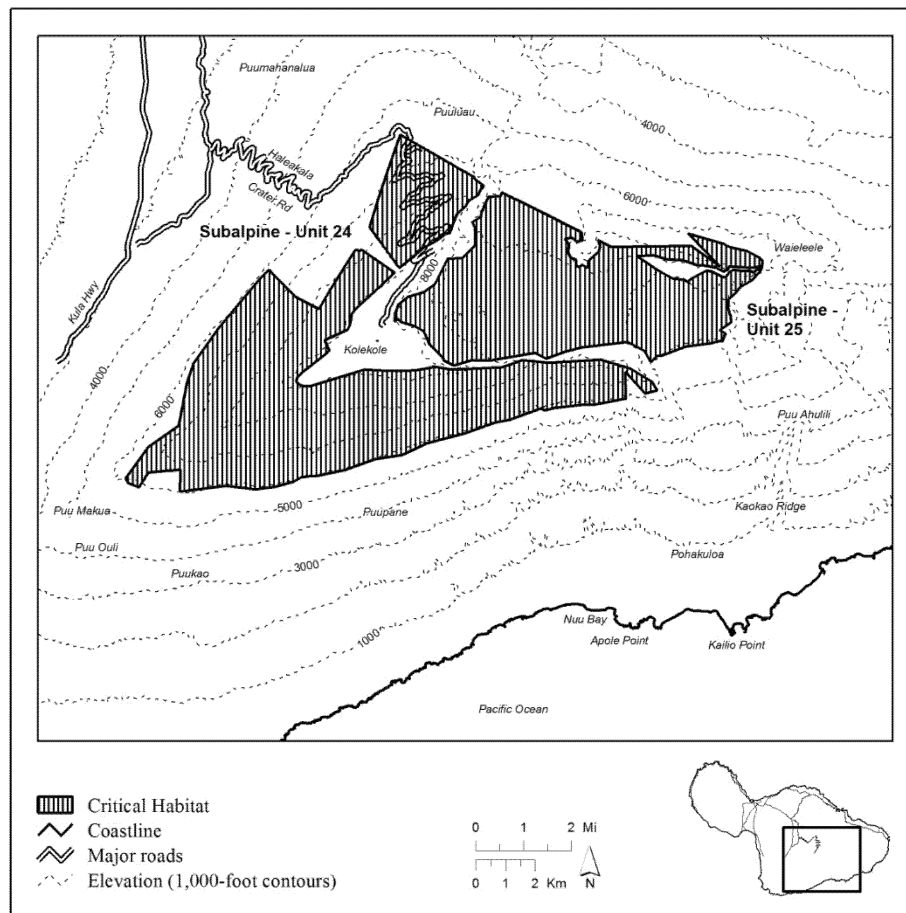 Puumahanalua
Puuluau
4000
Haleakala
Crater Rd
6000
Subalpine - Unit 24
Waieleele
8000
Kula Hwy
Subalpine -
Unit 25
Kolekole
4000
6000
Puu Ahulili
Puu Makua
5000
Puupane
Kaokao Ridge
Puu Ouli
Pohakuloa
Puukao
3000
1000
Nuu Bay
Apole Point
Kailio Point
Pacific Ocean
Critical Habitat
Coastline
Major roads
Elevation (1,000-foot contours)
0 1 2 Mi
0 1 2 Km
N